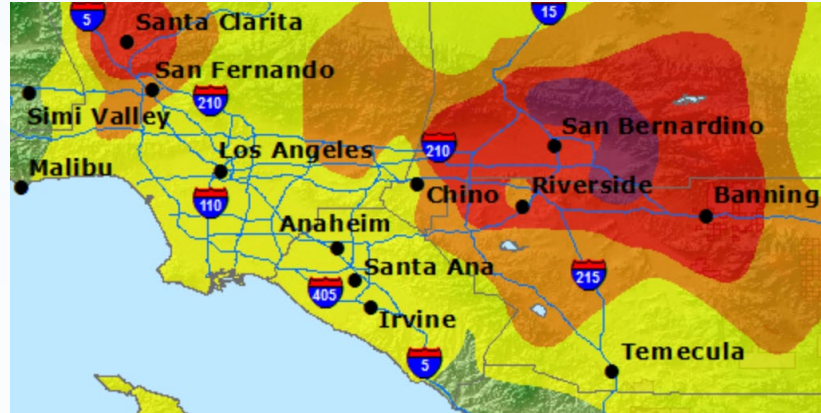 5
15
Santa Clarita
San Fernando
210
Simi Valley
San Bernardino
210
Los Angeles
Malibu
Chino
Riverside
Banning
110
Anaheim
Santa Ana
215
405
Irvine
Temecula
5